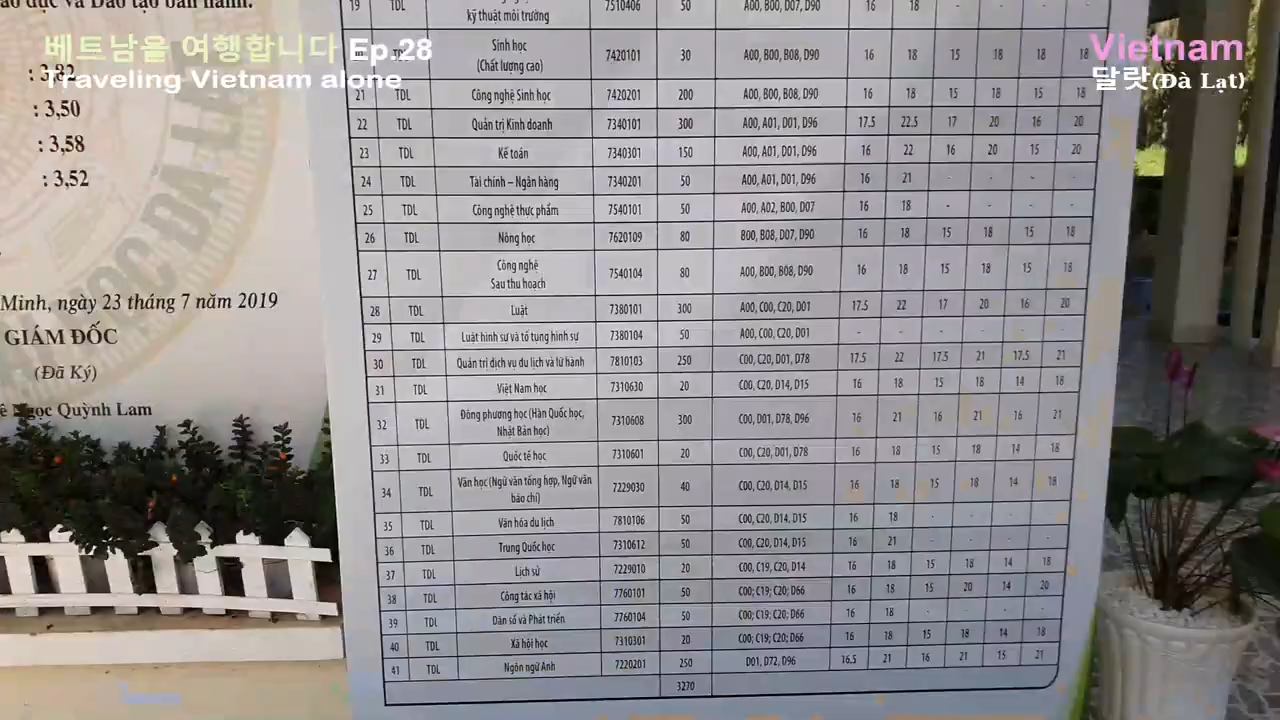 베트남을 여행합니다 Ep.28
Traveling Vietnam alone
Vietnam
달랏(Đà Lạt)
: 3,50
: 3,58
: 3,52
Minh, ngày 23 tháng 7 năm 2019
GIÁM ĐỐC
(Đã Ký)
Ngọc Quỳnh Lam
19 TDL kỹ thuật môi trường 7510406 50 A00, B00, D07, D90 16 18
TDL Sinh học (Chất lượng cao) 7420101 30 A00, B00, B08, D90 16 18 15 18 18 18
21 TDL Công nghệ Sinh học 7420201 200 A00, B00, B08, D90 16 18 15 18 15 18
22 TDL Quản trị Kinh doanh 7340101 300 A00, A01, D01, D96 17.5 22.5 17 20 16 20
23 TDL Kế toán 7340301 150 A00, A01, D01, D96 16 22 16 20 15 20
24 TDL Tài chính – Ngân hàng 7340201 50 A00, A01, D01, D96 16 21 - - - -
25 TDL Công nghệ thực phẩm 7540101 50 A00, A02, B00, D07 16 18 - - - -
26 TDL Nông học 7620109 80 B00, B08, D07, D90 16 18 15 18 15 18
27 TDL Công nghệ Sau thu hoạch 7540104 80 A00, B00, B08, D90 16 18 15 18 15 18
28 TDL Luật 7380101 300 A00, C00, C20, D01 17.5 22 17 20 16 20
29 TDL Luật hình sự và tố tụng hình sự 7380104 50 A00, C00, C20, D01 - - - - - -
30 TDL Quản trị dịch vụ du lịch và lữ hành 7810103 250 C00, C20, D01, D78 17.5 22 17.5 21 17.5 21
31 TDL Việt Nam học 7310630 20 C00, C20, D14, D15 16 18 15 18 14 18
32 TDL Đông phương học (Hàn Quốc học, Nhật Bản học) 7310608 300 C00, D01, D78, D96 16 21 16 21 16 21
33 TDL Quốc tế học 7310601 20 C00, C20, D01, D78 16 18 15 18 14 18
34 TDL Văn học (Ngữ văn tổng hợp, Ngữ văn báo chí) 7229030 40 C00, C20, D14, D15 16 18 15 18 14 18
35 TDL Văn hóa du lịch 7810106 50 C00, C20, D14, D15 16 18 - - - -
36 TDL Trung Quốc học 7310612 50 C00, C20, D14, D15 16 21 - - - -
37 TDL Lịch sử 7229010 20 C00, C19, C20, D14 16 18 15 18 14 18
38 TDL Công tác xã hội 7760101 50 C00; C19; C20; D66 16 18 15 20 14 20
39 TDL Dân số và Phát triển 7760104 50 C00; C19; C20; D66 16 18 - - - -
40 TDL Xã hội học 7310301 20 C00; C19; C20; D66 16 18 15 18 14 18
41 TDL Ngôn ngữ Anh 7220201 250 D01, D72, D96 16.5 21 16 21 15 21
3270